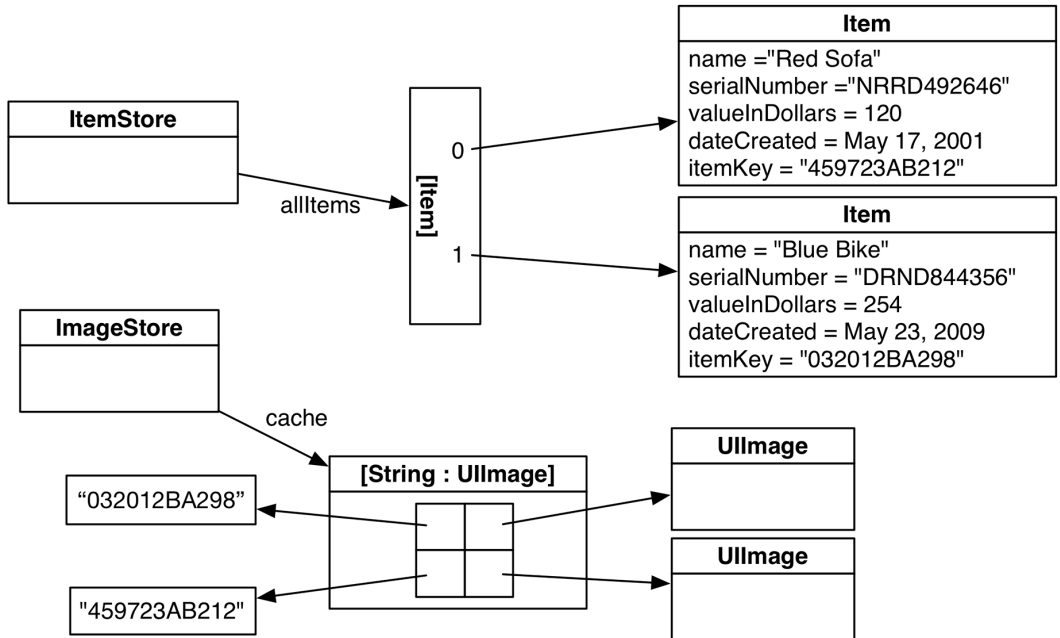 ItemStore
allItems
[Item]
0
1
Item
name ="Red Sofa"
serialNumber ="NRRD492646"
valueInDollars = 120
dateCreated = May 17, 2001
itemKey = "459723AB212"
Item
name = "Blue Bike"
serialNumber = "DRND844356"
valueInDollars = 254
dateCreated = May 23, 2009
itemKey = "032012BA298"
ImageStore
cache
[String : UIImage]
“032012BA298”
"459723AB212"
UIImage
UIImage